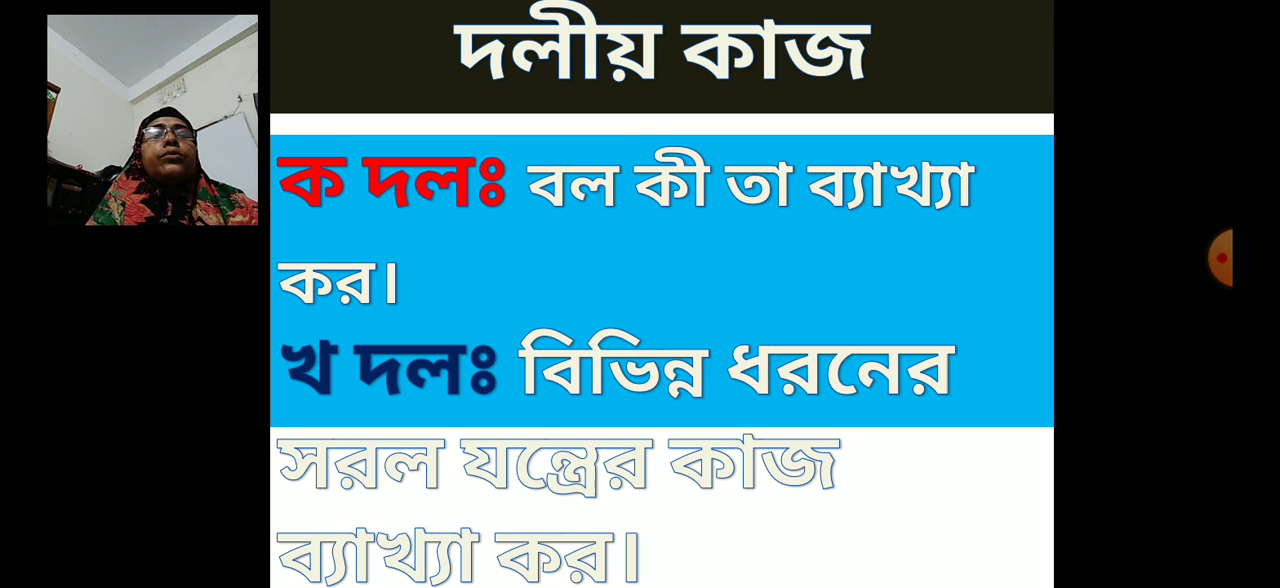 দলীয় কাজ
ক দলঃ বল কী তা ব্যাখ্যা
কর।
খ দলঃ বিভিন্ন ধরনের
সরল যন্ত্রের কাজ
ব্যাখ্যা কর।